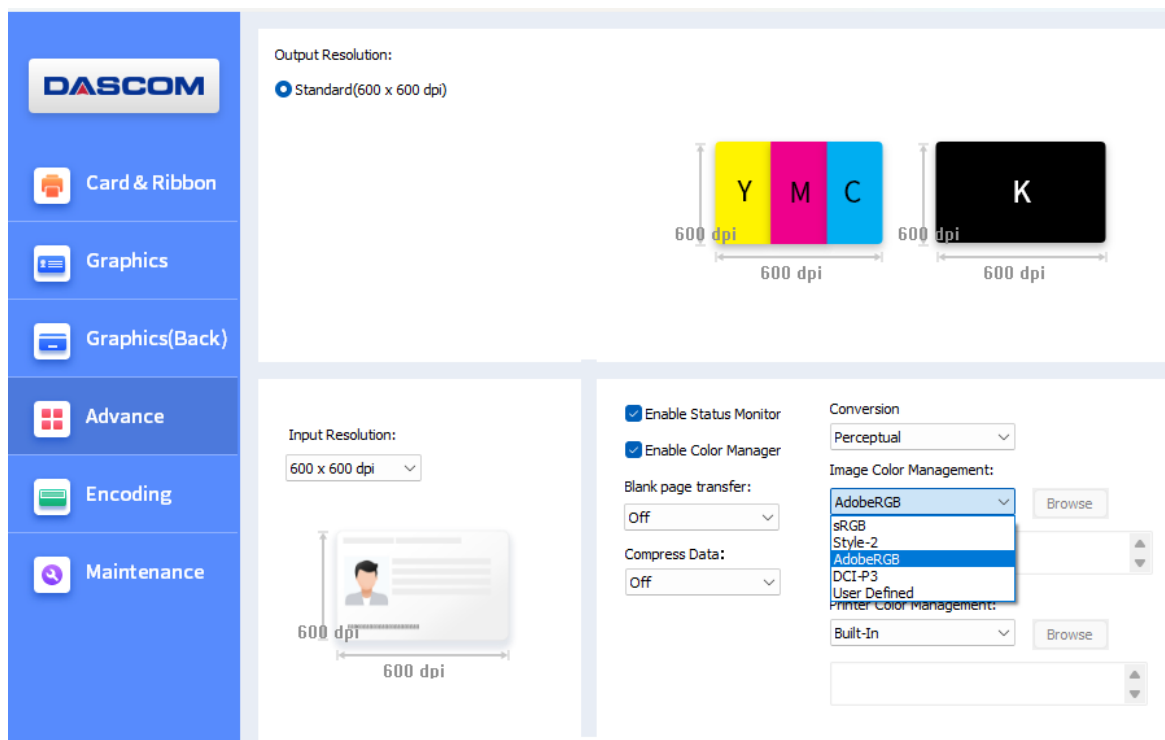 DASCOM
Card & Ribbon
Graphics
Graphics(Back)
Advance
Encoding
Maintenance
Output Resolution:
Standard(600 x 600 dpi)
Y M C
600 dpi
600 dpi
K
600 dpi
600 dpi
Input Resolution:
600 x 600 dpi
600 dpi
600 dpi
Enable Status Monitor
Enable Color Manager
Blank page transfer:
Off
Compress Data:
Off
Conversion
Perceptual
Image Color Management:
AdobeRGB
Browse
sRGB
Style-2
AdobeRGB
DCI-P3
User Defined
Printer Color Management:
Built-In
Browse